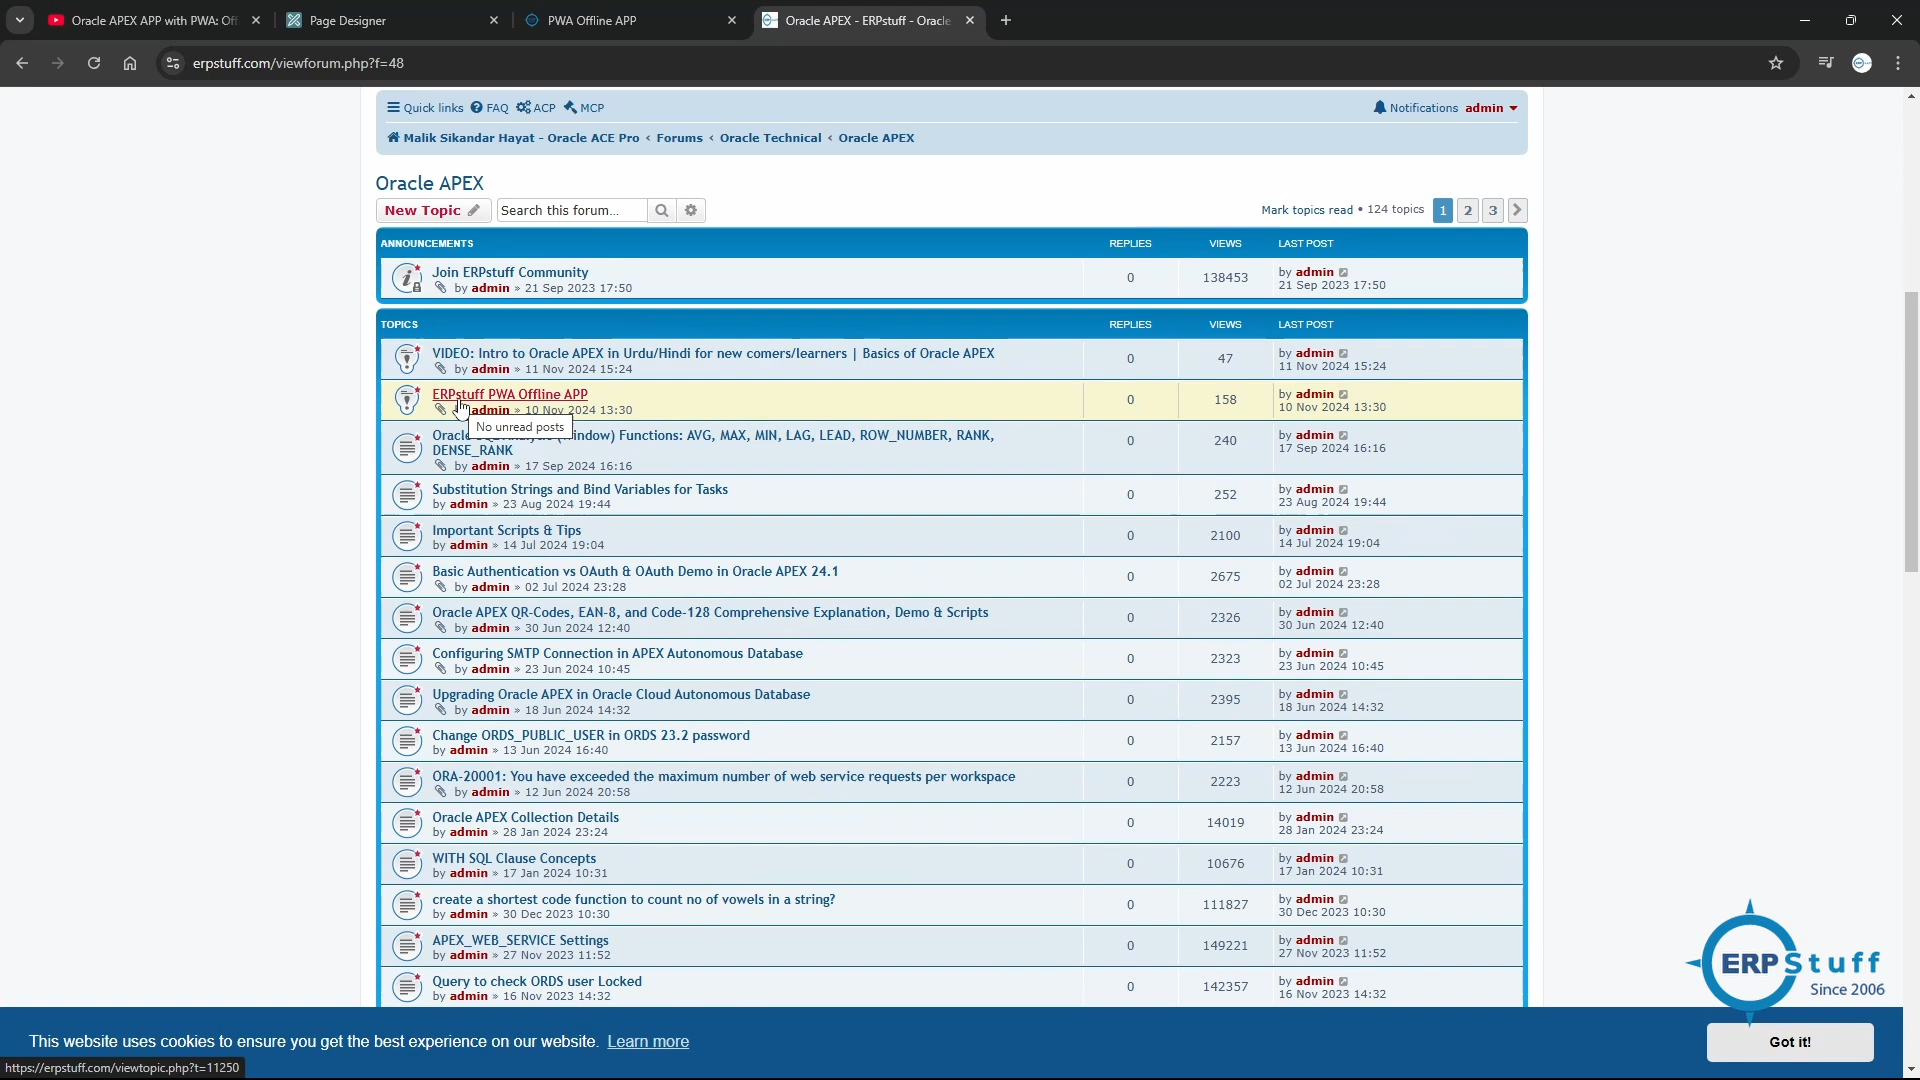 Oracle APEX APP with PWA: Off
Page Designer
PWA Offline APP
Oracle APEX - ERPstuff - Oracle
erpstuff.com/viewforum.php?f=48
Quick links FAQ ACP MCP
Notifications admin
Malik Sikandar Hayat - Oracle ACE Pro ‹ Forums ‹ Oracle Technical ‹ Oracle APEX
Oracle APEX
New Topic Search this forum...
Mark topics read • 124 topics 1 2 3
ANNOUNCEMENTS REPLIES VIEWS LAST POST
Join ERPstuff Community 0 138453 by admin
by admin » 21 Sep 2023 17:50 21 Sep 2023 17:50
TOPICS REPLIES VIEWS LAST POST
VIDEO: Intro to Oracle APEX in Urdu/Hindi for new comers/learners | Basics of Oracle APEX 0 47 by admin
by admin » 11 Nov 2024 15:24 11 Nov 2024 15:24
ERPstuff PWA Offline APP 0 158 by admin
admin » 10 Nov 2024 13:30 10 Nov 2024 13:30
No unread posts
Functions: AVG, MAX, MIN, LAG, LEAD, ROW_NUMBER, RANK, 0 240 by admin
DENSE_RANK 17 Sep 2024 16:16
by admin » 17 Sep 2024 16:16
Substitution Strings and Bind Variables for Tasks 0 252 by admin
by admin » 23 Aug 2024 19:44 23 Aug 2024 19:44
Important Scripts & Tips 0 2100 by admin
by admin » 14 Jul 2024 19:04 14 Jul 2024 19:04
Basic Authentication vs OAuth & OAuth Demo in Oracle APEX 24.1 0 2675 by admin
by admin » 02 Jul 2024 23:28 02 Jul 2024 23:28
Oracle APEX QR-Codes, EAN-8, and Code-128 Comprehensive Explanation, Demo & Scripts 0 2326 by admin
by admin » 30 Jun 2024 12:40 30 Jun 2024 12:40
Configuring SMTP Connection in APEX Autonomous Database 0 2323 by admin
by admin » 23 Jun 2024 10:45 23 Jun 2024 10:45
Upgrading Oracle APEX in Oracle Cloud Autonomous Database 0 2395 by admin
by admin » 18 Jun 2024 14:32 18 Jun 2024 14:32
Change ORDS_PUBLIC_USER in ORDS 23.2 password 0 2157 by admin
by admin » 13 Jun 2024 16:40 13 Jun 2024 16:40
ORA-20001: You have exceeded the maximum number of web service requests per workspace 0 2223 by admin
by admin » 12 Jun 2024 20:58 12 Jun 2024 20:58
Oracle APEX Collection Details 0 14019 by admin
by admin » 28 Jan 2024 23:24 28 Jan 2024 23:24
WITH SQL Clause Concepts 0 10676 by admin
by admin » 17 Jan 2024 10:31 17 Jan 2024 10:31
create a shortest code function to count no of vowels in a string? 0 111827 by admin
by admin » 30 Dec 2023 10:30 30 Dec 2023 10:30
APEX_WEB_SERVICE Settings 0 149221 by admin
by admin » 27 Nov 2023 11:52 27 Nov 2023 11:52
Query to check ORDS user Locked 0 142357 by admin
by admin » 16 Nov 2023 14:32 16 Nov 2023 14:32
ERPStuff
Since 2006
This website uses cookies to ensure you get the best experience on our website. Learn more
Got it!
https://erpstuff.com/viewtopic.php?t=11250